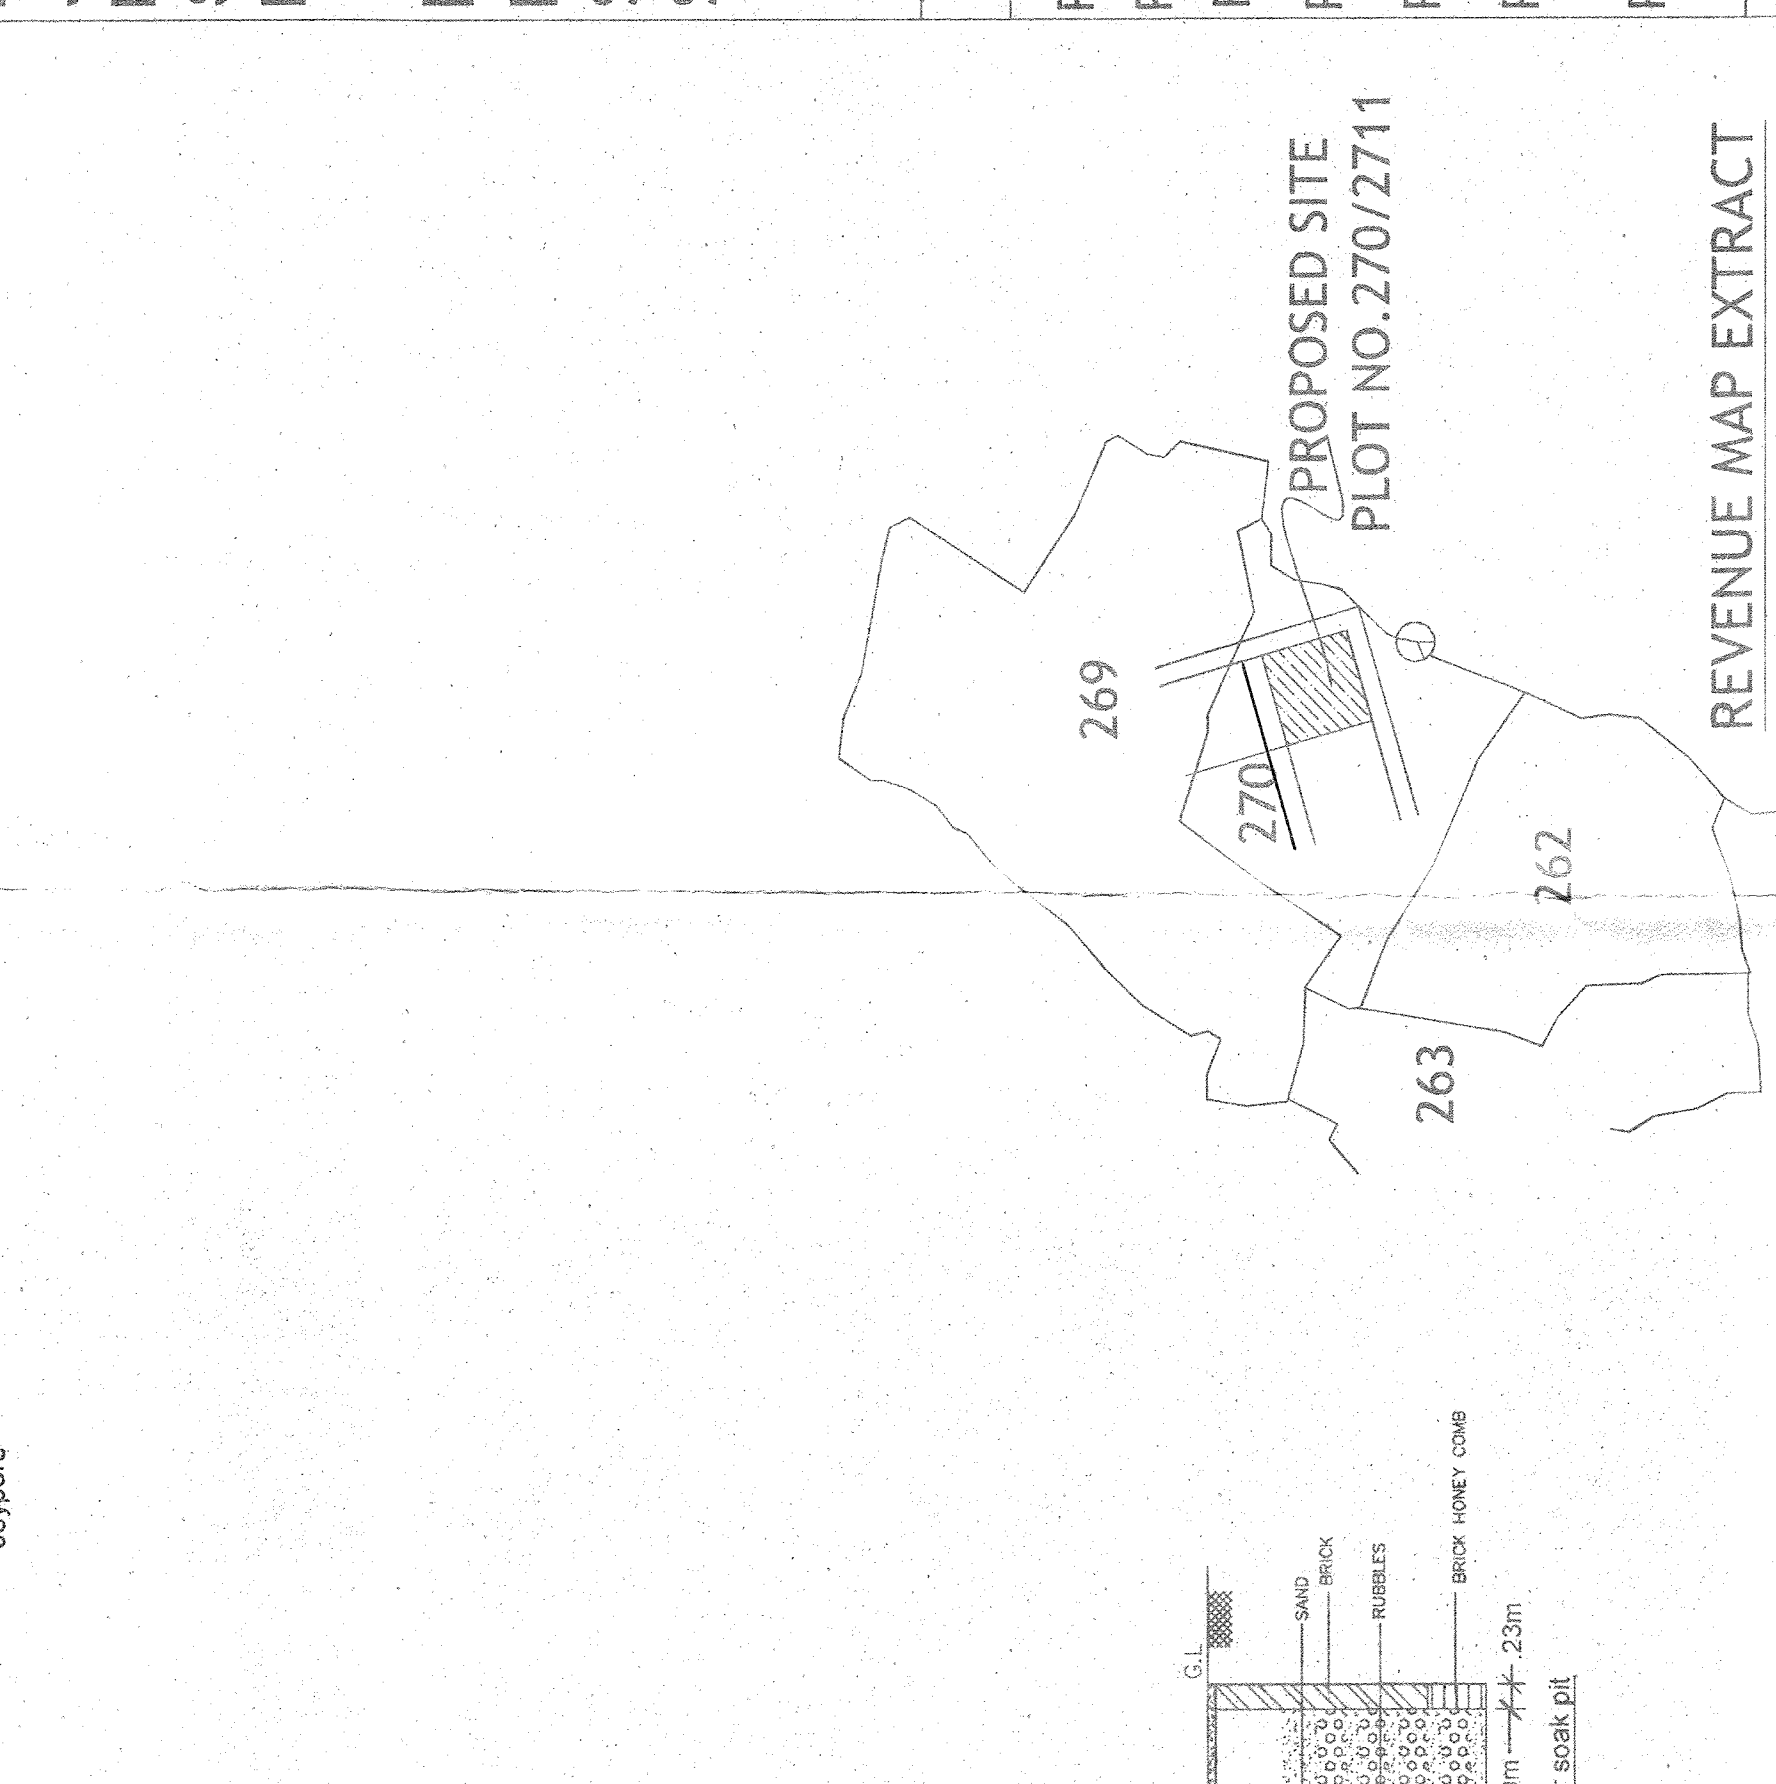 PROPOSED SITE
PLOT NO.270/2711
269
270
262
263
REVENUE MAP EXTRACT
G.L
SAND
BRICK
RUBBLES
BRICK HONEY COMB
.23m
soak pit